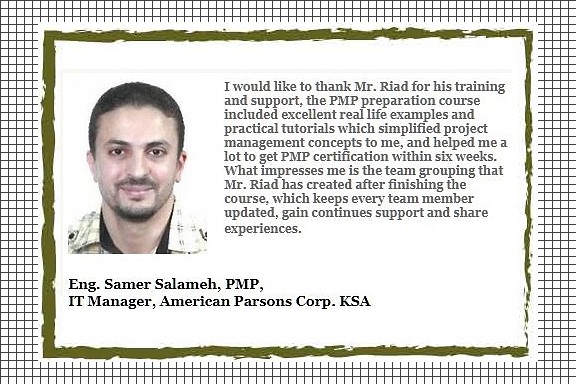 I would like to thank Mr. Riad for his training
and support, the PMP preparation course
included excellent real life examples and
practical tutorials which simplified project
management concepts to me, and helped me a
lot to get PMP certification within six weeks.
What impresses me is the team grouping that
Mr. Riad has created after finishing the
course, which keeps every team member
updated, gain continues support and share
experiences.
Eng. Samer Salameh, PMP,
IT Manager, American Parsons Corp. KSA